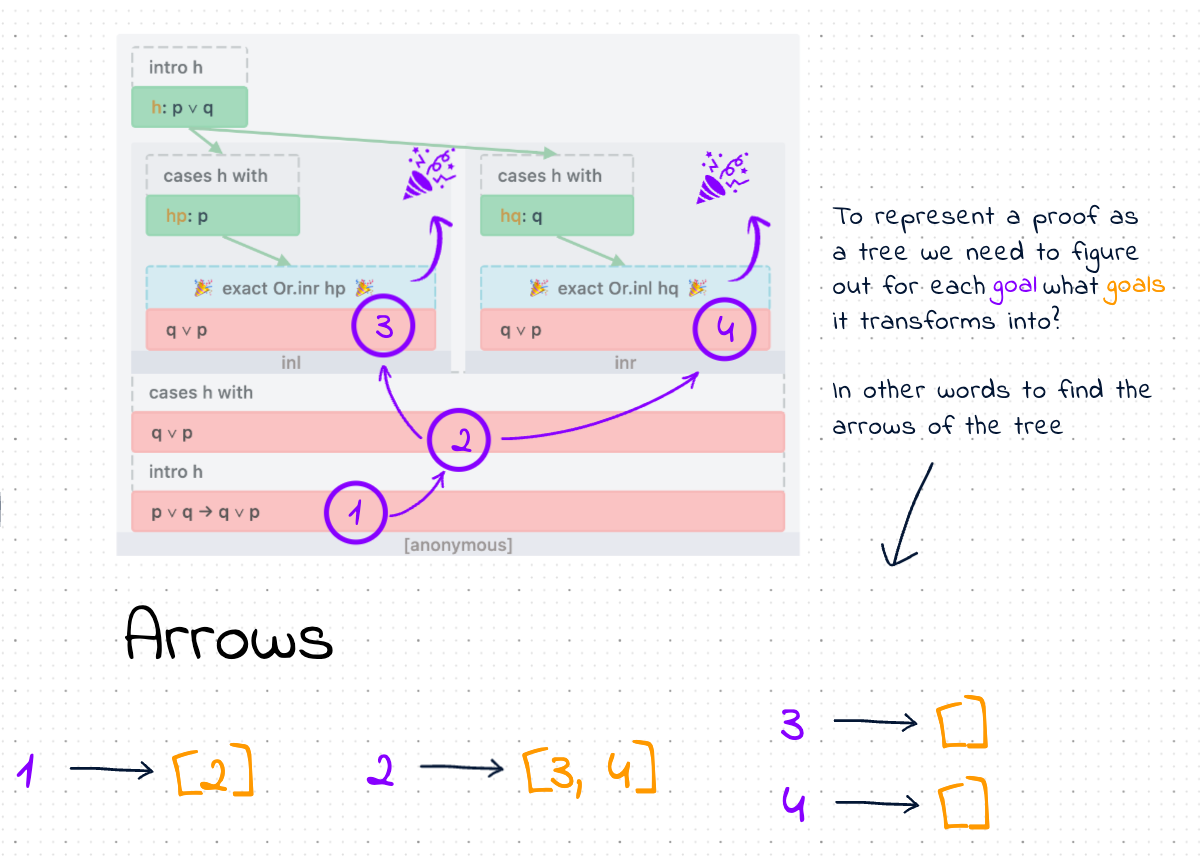 intro h
h: p ∨ q
cases h with
cases h with
hp: p
hq: q
🎉 exact Or.inr hp 🎉
🎉 exact Or.inl hq 🎉
q ∨ p
3
q ∨ p
4
inl
inr
cases h with
q ∨ p
2
intro h
p ∨ q → q ∨ p
1
[anonymous]
To represent a proof as
a tree we need to figure
out for each goal what goals
it transforms into?
In other words to find the
arrows of the tree
Arrows
1 → [2]
2 → [3, 4]
3 → []
4 → []